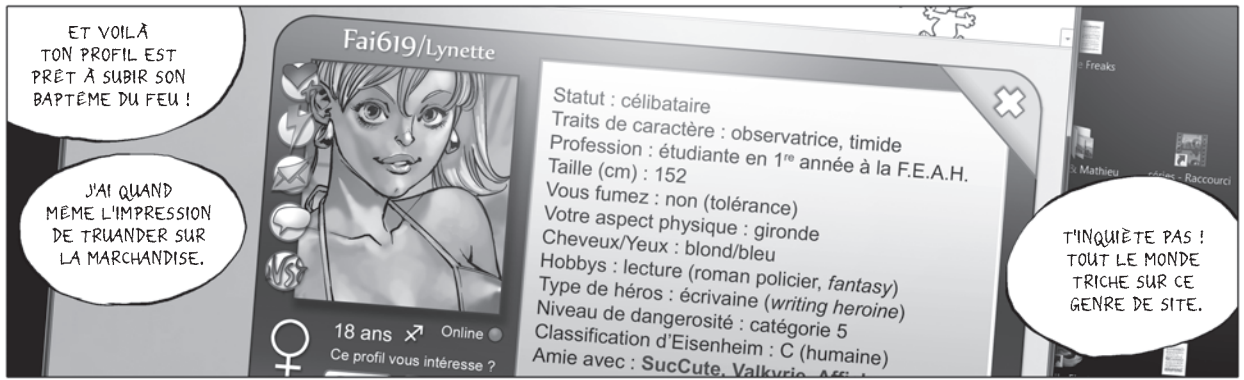 ET VOILÀ
TON PROFIL EST
PRÊT À SUBIR SON
BAPTÊME DU FEU !
J'AI QUAND
MÊME L'IMPRESSION
DE TRUANDER SUR
LA MARCHANDISE.
Fai619/Lynette
18 ans Online
Ce profil vous intéresse ?
Statut : célibataire
Traits de caractère : observatrice, timide
Profession : étudiante en 1re année à la F.E.A.H.
Taille (cm) : 152
Vous fumez : non (tolérance)
Votre aspect physique : gironde
Cheveux/Yeux : blond/bleu
Hobbys : lecture (roman policier, fantasy)
Type de héros : écrivaine (writing heroine)
Niveau de dangerosité : catégorie 5
Classification d'Eisenheim : C (humaine)
Amie avec : SucCute, Valkyrie,
Freaks
& Mathieu
séries - Raccourci
T'INQUIÈTE PAS !
TOUT LE MONDE
TRICHE SUR CE
GENRE DE SITE.